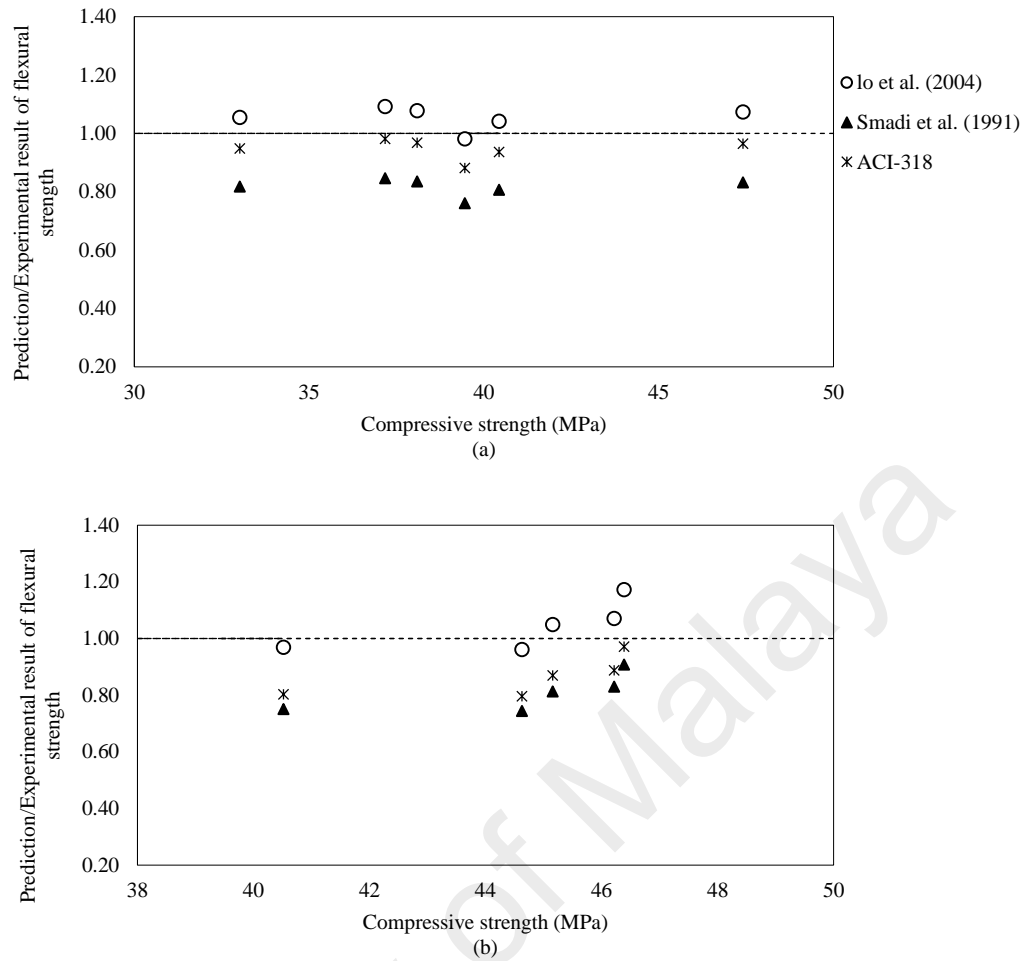 1.40
1.20
1.00
0.80
0.60
0.40
0.20
Prediction/Experimental result of flexural
strength
30
35
40
45
50
Compressive strength (MPa)
(a)
lo et al. (2004)
Smadi et al. (1991)
ACI-318
1.40
1.20
1.00
0.80
0.60
0.40
0.20
Prediction/Experimental result of flexural
strength
38
40
42
44
46
48
50
Compressive strength (MPa)
(b)
of Malaya